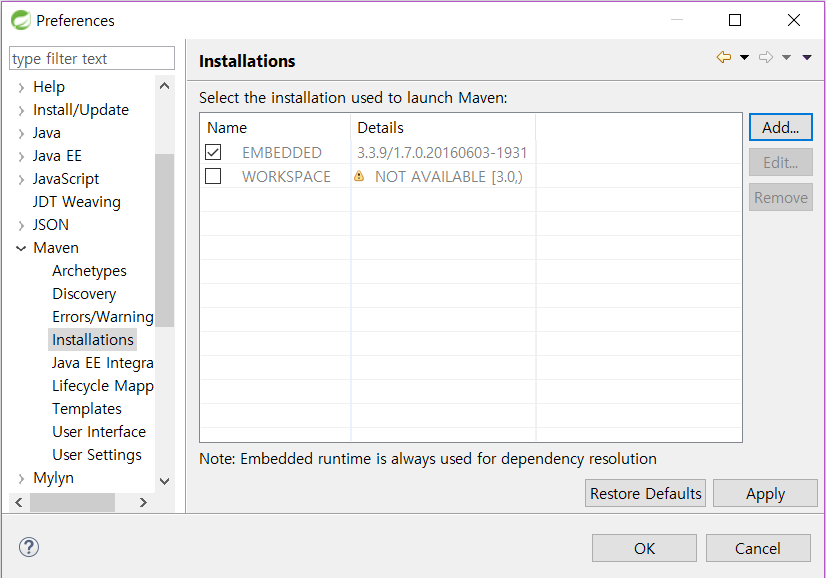 Preferences
type filter text
Help
Install/Update
Java
Java EE
JavaScript
JDT Weaving
JSON
Maven
Archetypes
Discovery
Errors/Warning
Installations
Java EE Integra
Lifecycle Mapp
Templates
User Interface
User Settings
Mylyn
Installations
Select the installation used to launch Maven:
Name Details
EMBEDDED 3.3.9/1.7.0.20160603-1931
WORKSPACE NOT AVAILABLE [3.0,)
Add...
Edit...
Remove
Note: Embedded runtime is always used for dependency resolution
Restore Defaults Apply
? OK Cancel